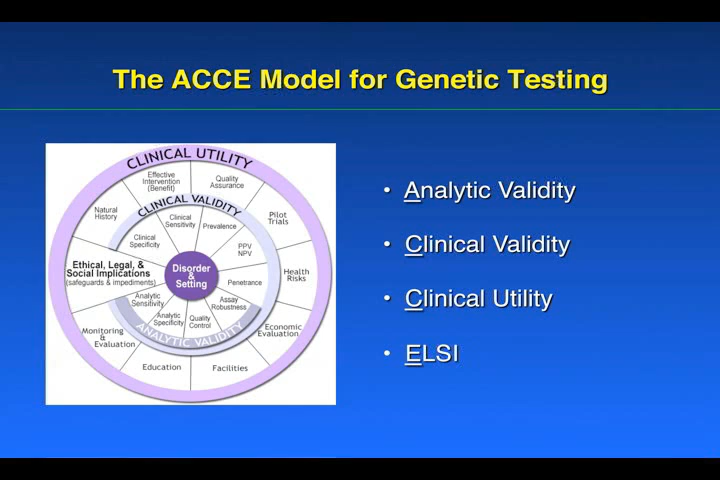 The ACCE Model for Genetic Testing
CLINICAL UTILITY
Effective
Intervention
(Benefit)
Quality
Assurance
Natural
History
Pilot
Trials
CLINICAL VALIDITY
Clinical
Sensitivity
Prevalence
Clinical
Specificity
PPV
NPV
Ethical, Legal, &
Social Implications
(safeguards & impediments)
Disorder
&
Setting
Health
Risks
Penetrance
Analytic
Sensitivity
Assay
Robustness
Analytic
Specificity
Quality
Control
ANALYTIC VALIDITY
Monitoring
&
Evaluation
Economic
Evaluation
Education
Facilities
• Analytic Validity
• Clinical Validity
• Clinical Utility
• ELSI